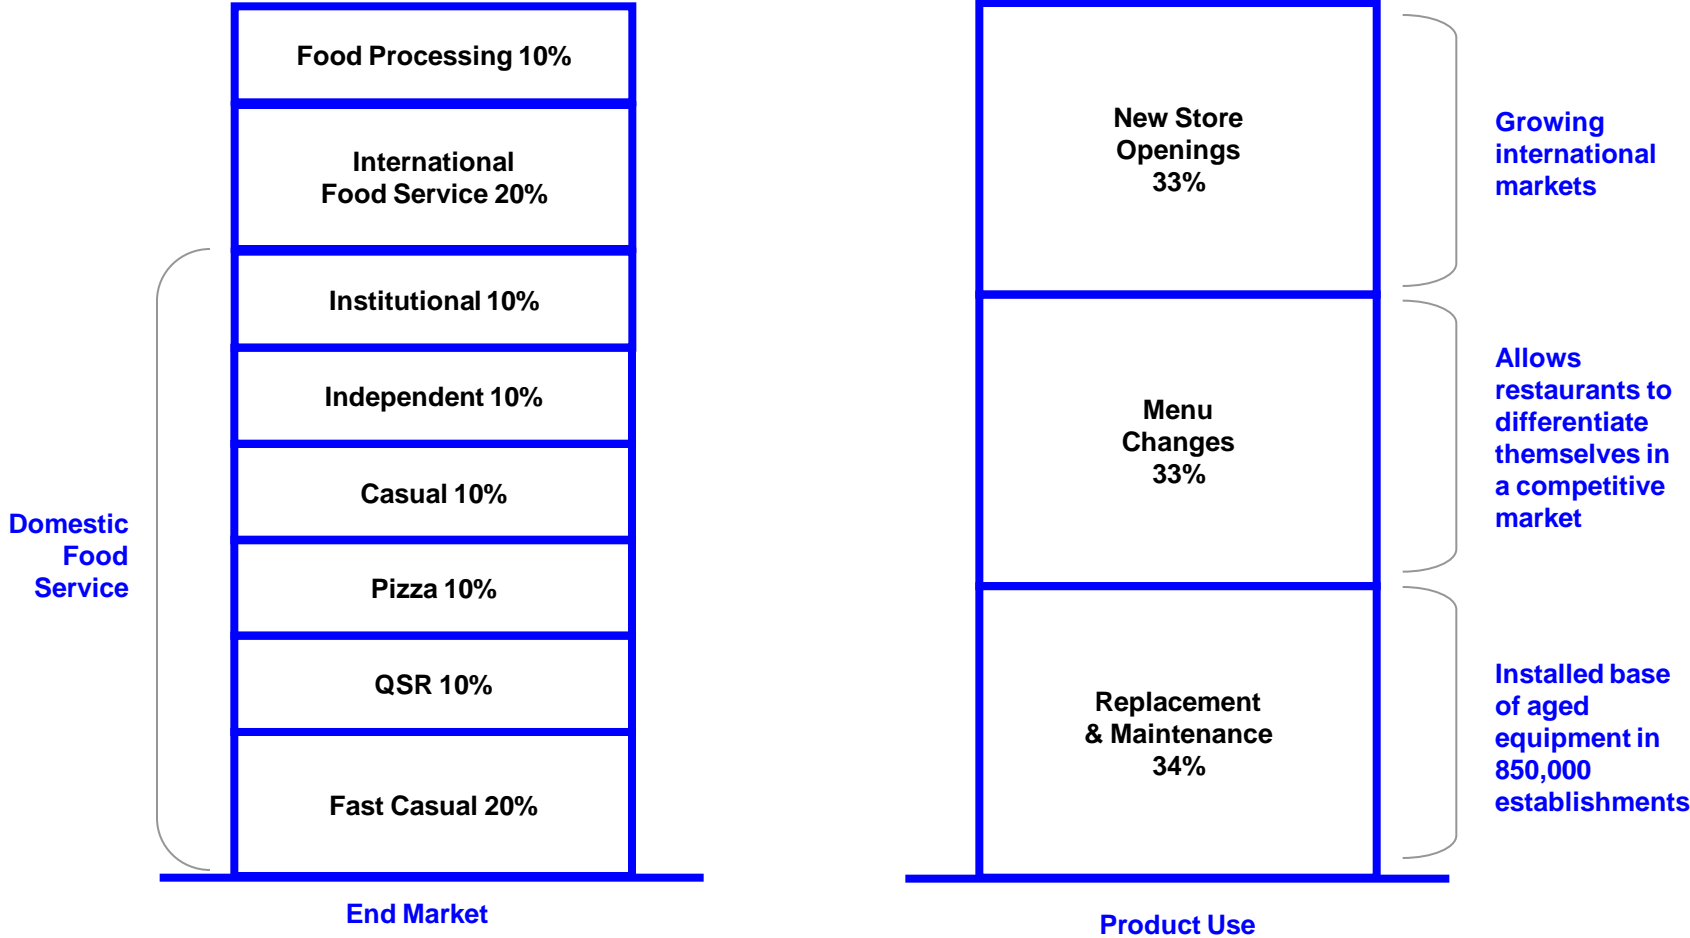 Food Processing 10%
International
Food Service 20%
Institutional 10%
Independent 10%
Casual 10%
Pizza 10%
QSR 10%
Fast Casual 20%
Domestic
Food
Service
End Market
New Store
Openings
33%
Menu
Changes
33%
Replacement
& Maintenance
34%
Product Use
Growing
international
markets
Allows
restaurants to
differentiate
themselves in
a competitive
market
Installed base
of aged
equipment in
850,000
establishments